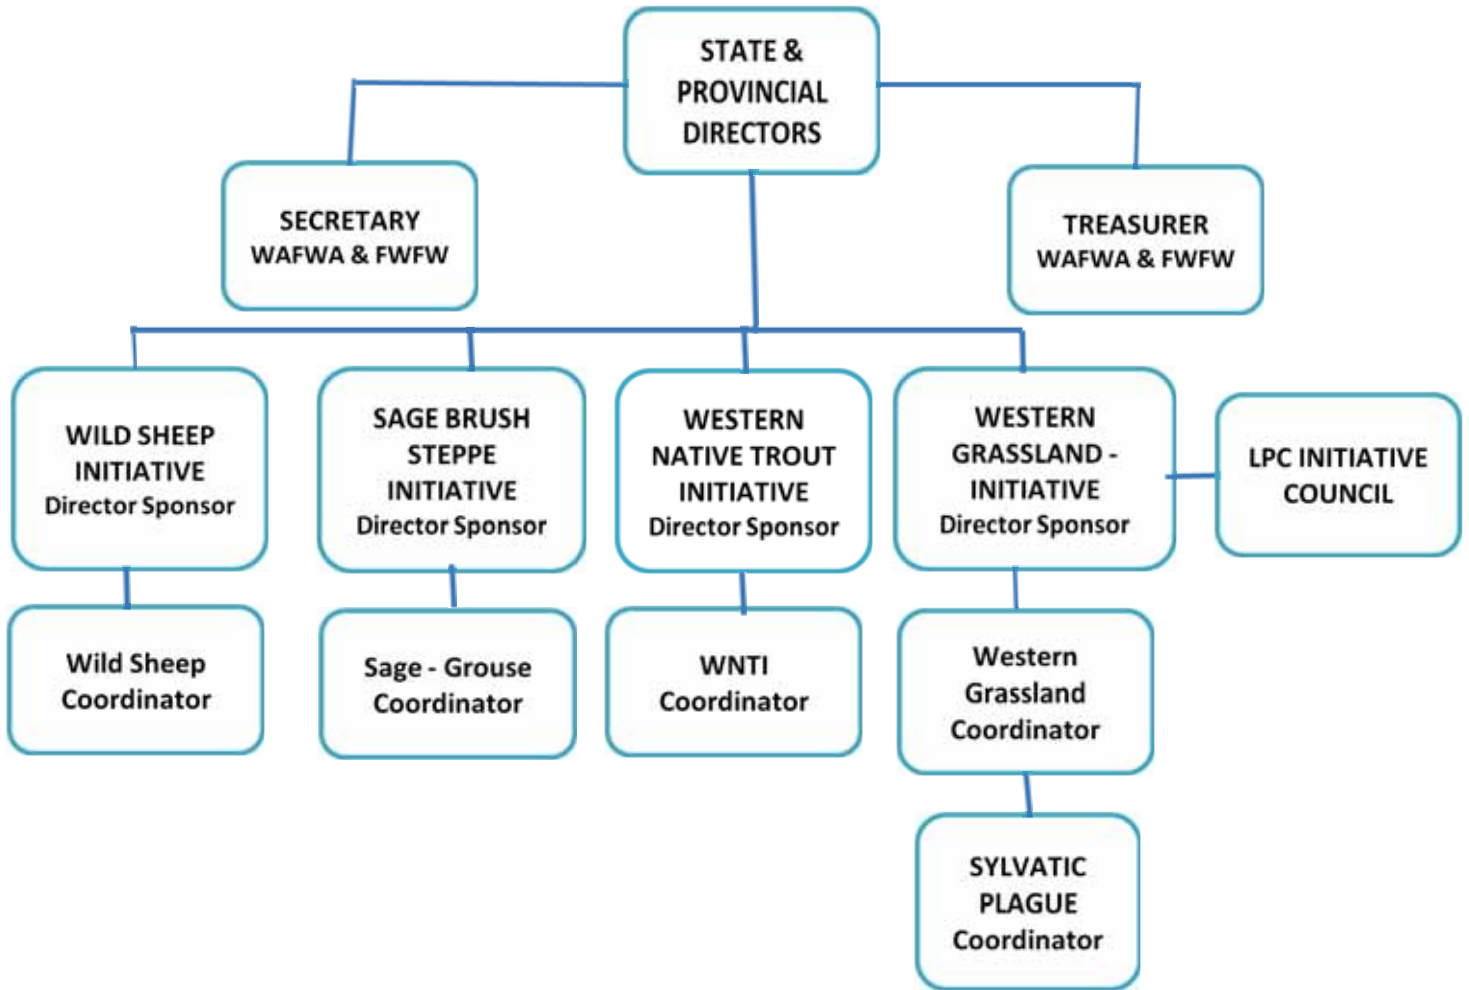 STATE &
PROVINCIAL
DIRECTORS
SECRETARY
WAFWA & FWFW
TREASURER
WAFWA & FWFW
WILD SHEEP
INITIATIVE
Director Sponsor
SAGE BRUSH
STEPPE
INITIATIVE
Director Sponsor
WESTERN
NATIVE TROUT
INITIATIVE
Director Sponsor
WESTERN
GRASSLAND -
INITIATIVE
Director Sponsor
LPC INITIATIVE
COUNCIL
Wild Sheep
Coordinator
Sage - Grouse
Coordinator
WNTI
Coordinator
Western
Grassland
Coordinator
SYLVATIC
PLAGUE
Coordinator